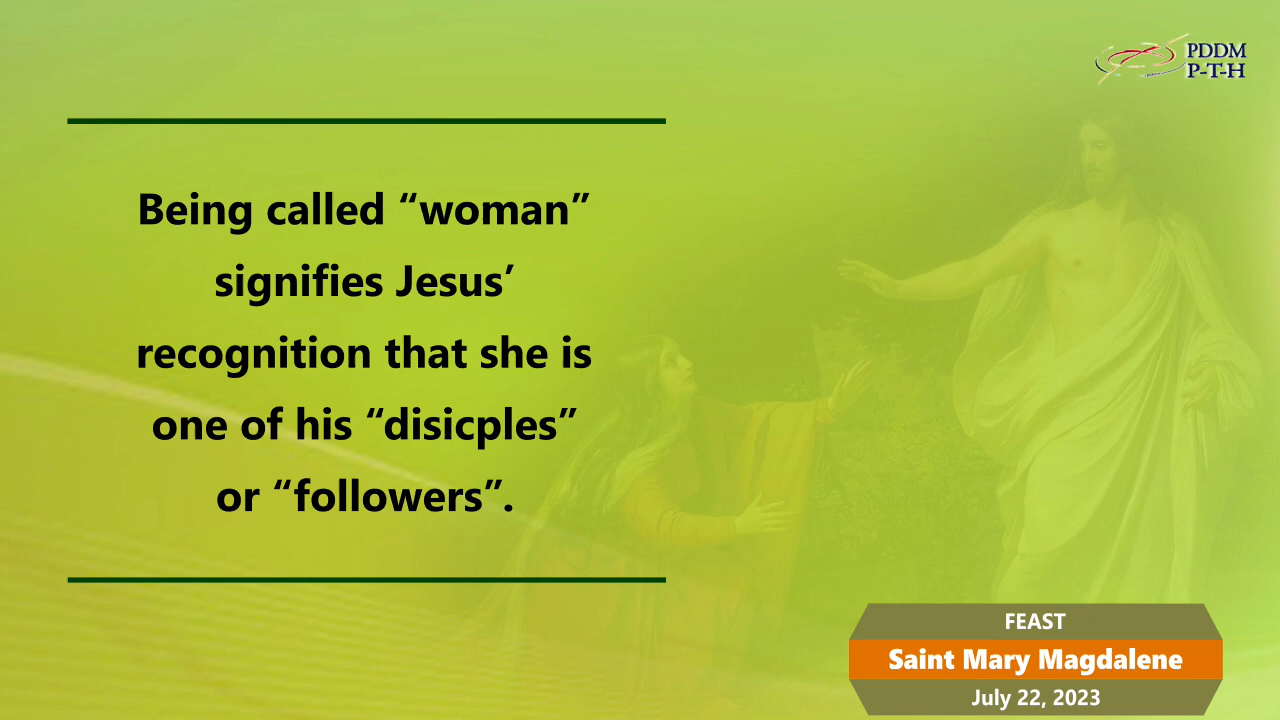 PDDM
P-T-H
Being called “woman”
signifies Jesus’
recognition that she is
one of his “disicples”
or “followers”.
FEAST
Saint Mary Magdalene
July 22, 2023